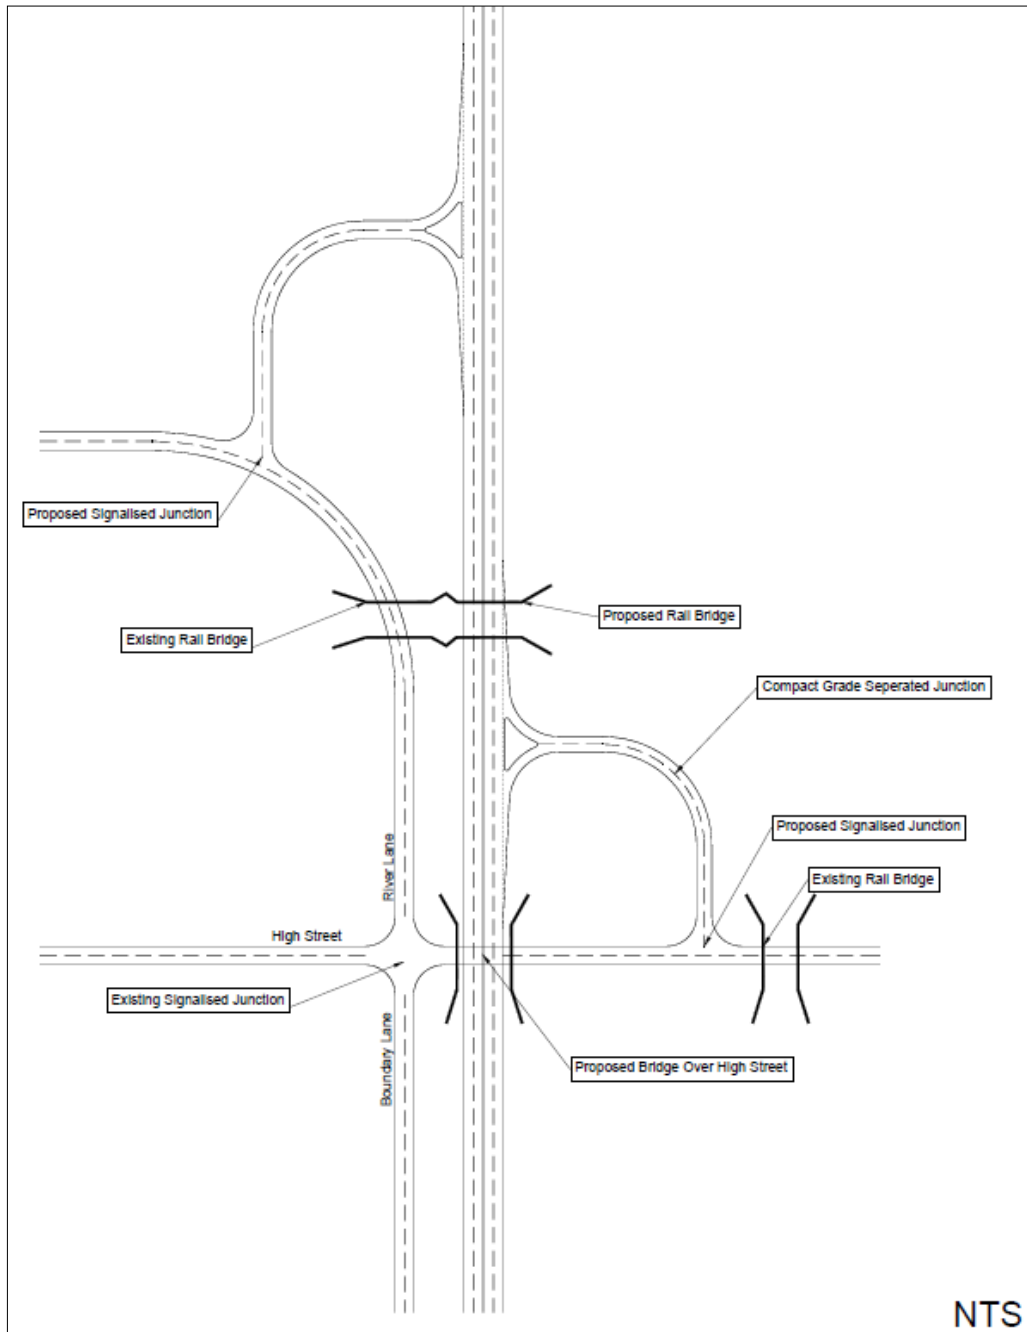 Proposed Signalised Junction
Existing Rail Bridge
Proposed Rail Bridge
Compact Grade Seperated Junction
Proposed Signalised Junction
Existing Rail Bridge
River Lane
High Street
Existing Signalised Junction
Boundary Lane
Proposed Bridge Over High Street
NTS